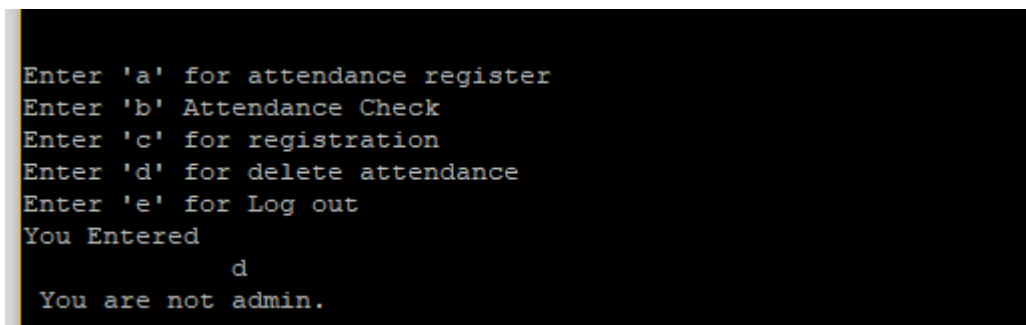 Enter 'a' for attendance register
Enter 'b' Attendance Check
Enter 'c' for registration
Enter 'd' for delete attendance
Enter 'e' for Log out
You Entered
d
You are not admin.